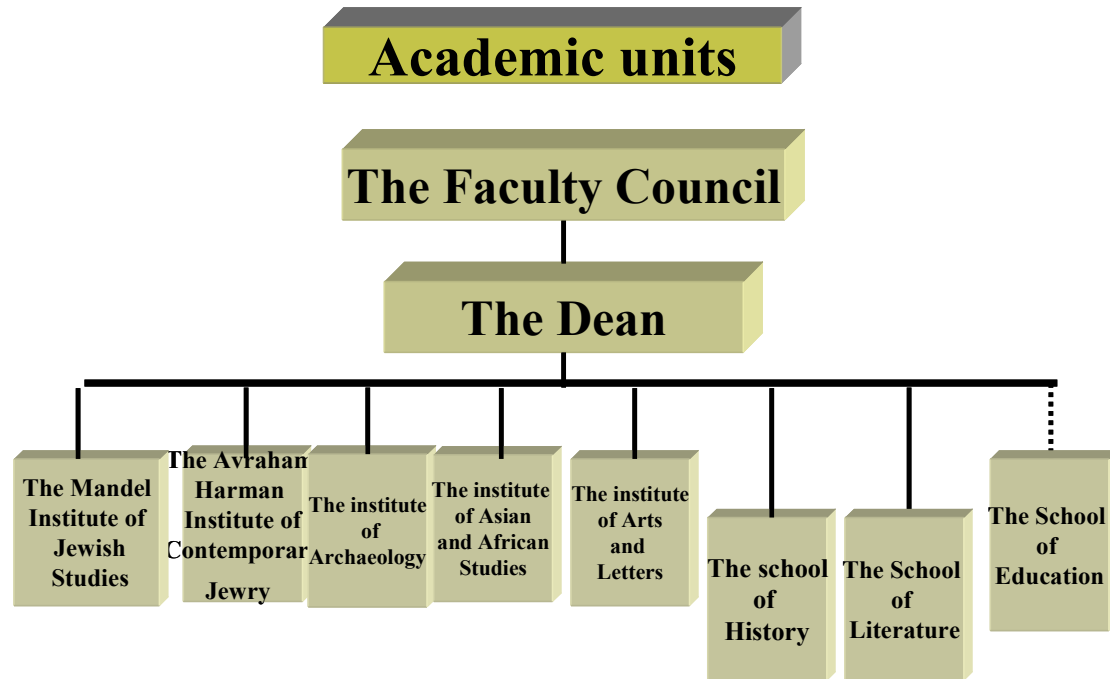 Academic units
The Faculty Council
The Dean
The Mandel
Institute of
Jewish
Studies
The Avraham
Harman
Institute of
Contemporar
Jewry
The institute
of
Archaeology
The institute
of Asian
and African
Studies
The institute
of Arts
and
Letters
The school
of
History
The School
of
Literature
The School
of
Education